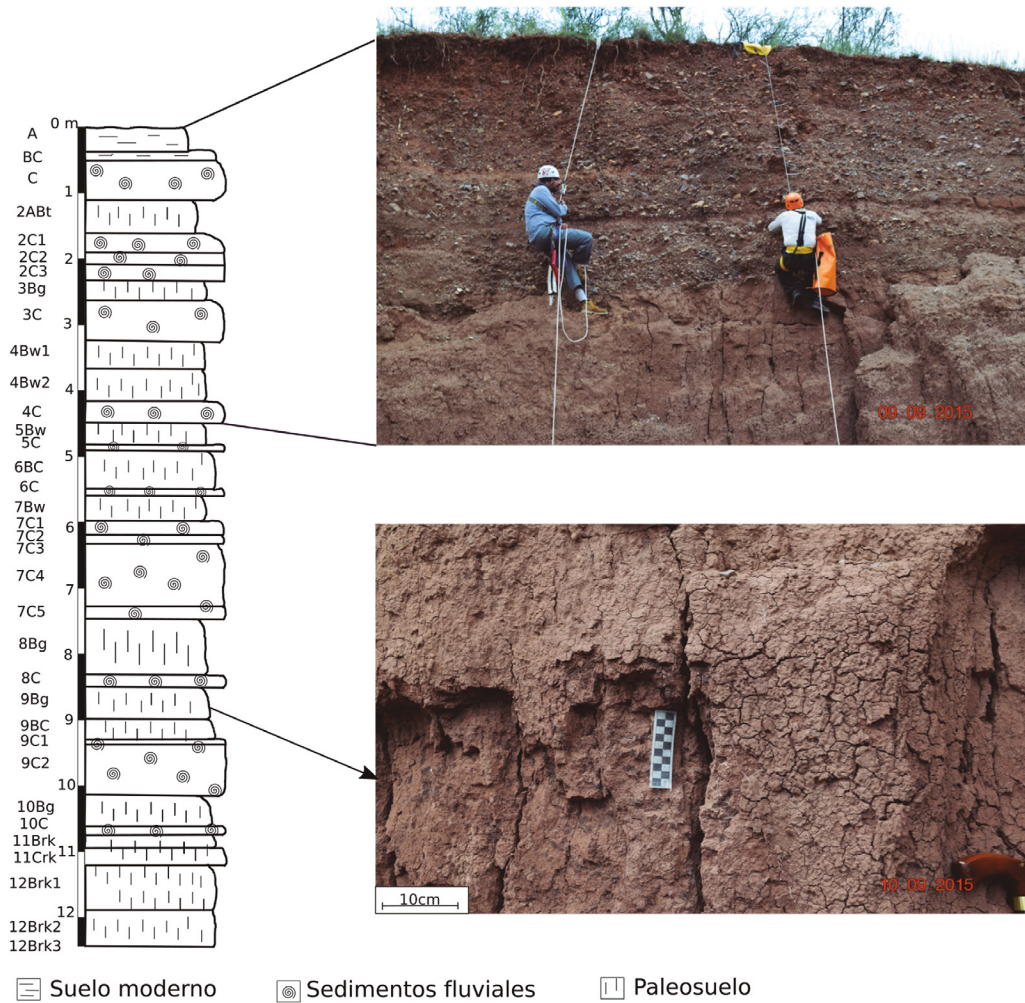 0 m
A
BC
C
1
2ABt
2C1
2C2
2
2C3
3Bg
3C
3
4Bw1
4Bw2
4
4C
5Bw
5C
5
6BC
6C
7Bw
6
7C1
7C2
7C3
7C4
7
7C5
8Bg
8
8C
9Bg
9
9BC
9C1
9C2
10
10Bg
10C
11Brk
11
11Crk
12Brk1
12
12Brk2
12Brk3
09 09 2015
10 09 2015
10cm
Suelo moderno
Sedimentos fluviales
Paleosuelo